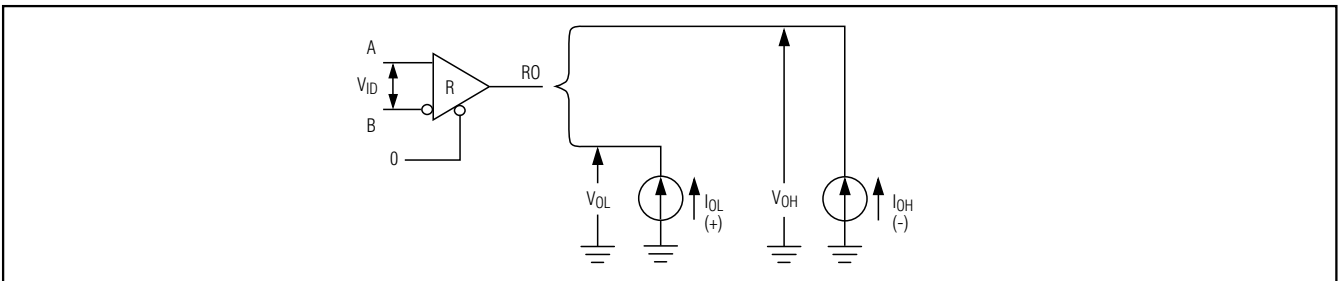 A
RO
VID
R
B
0
VOL
IOL
(+)
VOH
IOH
(-)